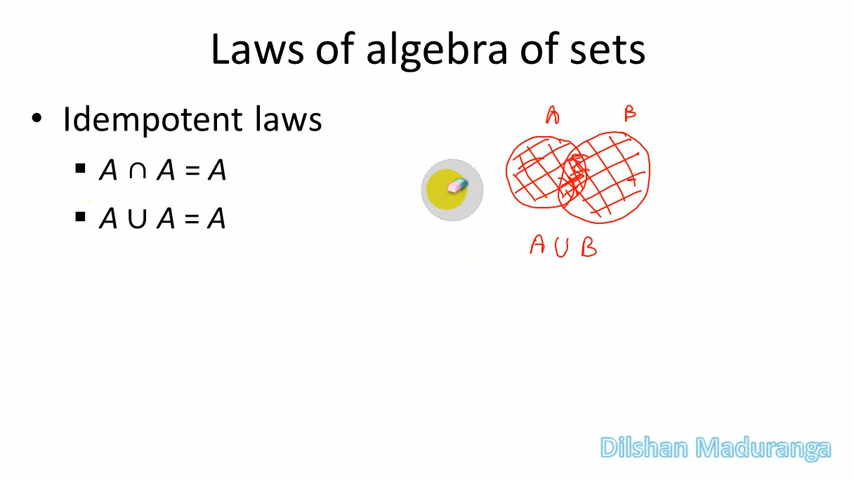 Laws of algebra of sets
• Idempotent laws
▪ A ∩ A = A
▪ A ∪ A = A
A B
A ∪ B
Dilshan Maduranga